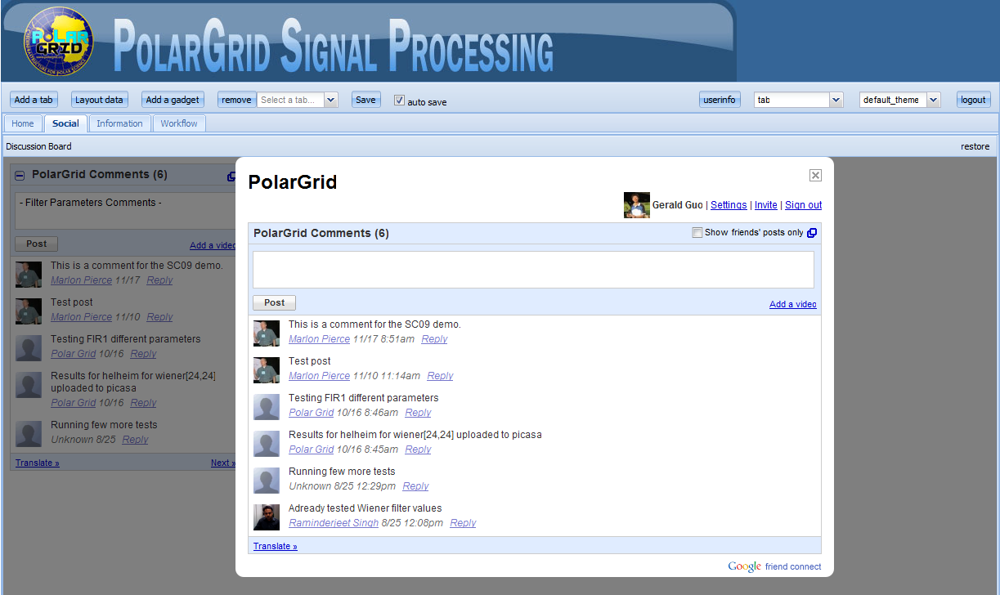 POLAR
GRID
CYBERINFRASTRUCTURE FOR POLAR SCIENCE
PolarGrid Signal Processing
Add a tab Layout data Add a gadget remove Select a tab... Save auto save userinfo tab default_theme logout
Home Social Information Workflow
Discussion Board restore
PolarGrid Comments (6)
- Filter Parameters Comments -
Post
Add a video
This is a comment for the SC09 demo.
Marlon Pierce 11/17 Reply
Test post
Marlon Pierce 11/10 Reply
Testing FIR1 different parameters
Polar Grid 10/16 Reply
Results for helheim for wiener[24,24]
uploaded to picasa
Polar Grid 10/16 Reply
Running few more tests
Unknown 8/25 Reply
Translate » Next »
PolarGrid
Gerald Guo | Settings | Invite | Sign out
PolarGrid Comments (6) Show friends' posts only
Post
Add a video
This is a comment for the SC09 demo.
Marlon Pierce 11/17 8:51am Reply
Test post
Marlon Pierce 11/10 11:14am Reply
Testing FIR1 different parameters
Polar Grid 10/16 8:46am Reply
Results for helheim for wiener[24,24] uploaded to picasa
Polar Grid 10/16 8:45am Reply
Running few more tests
Unknown 8/25 12:29pm Reply
Adready tested Wiener filter values
Raminderjeet Singh 8/25 12:08pm Reply
Translate »
Google friend connect